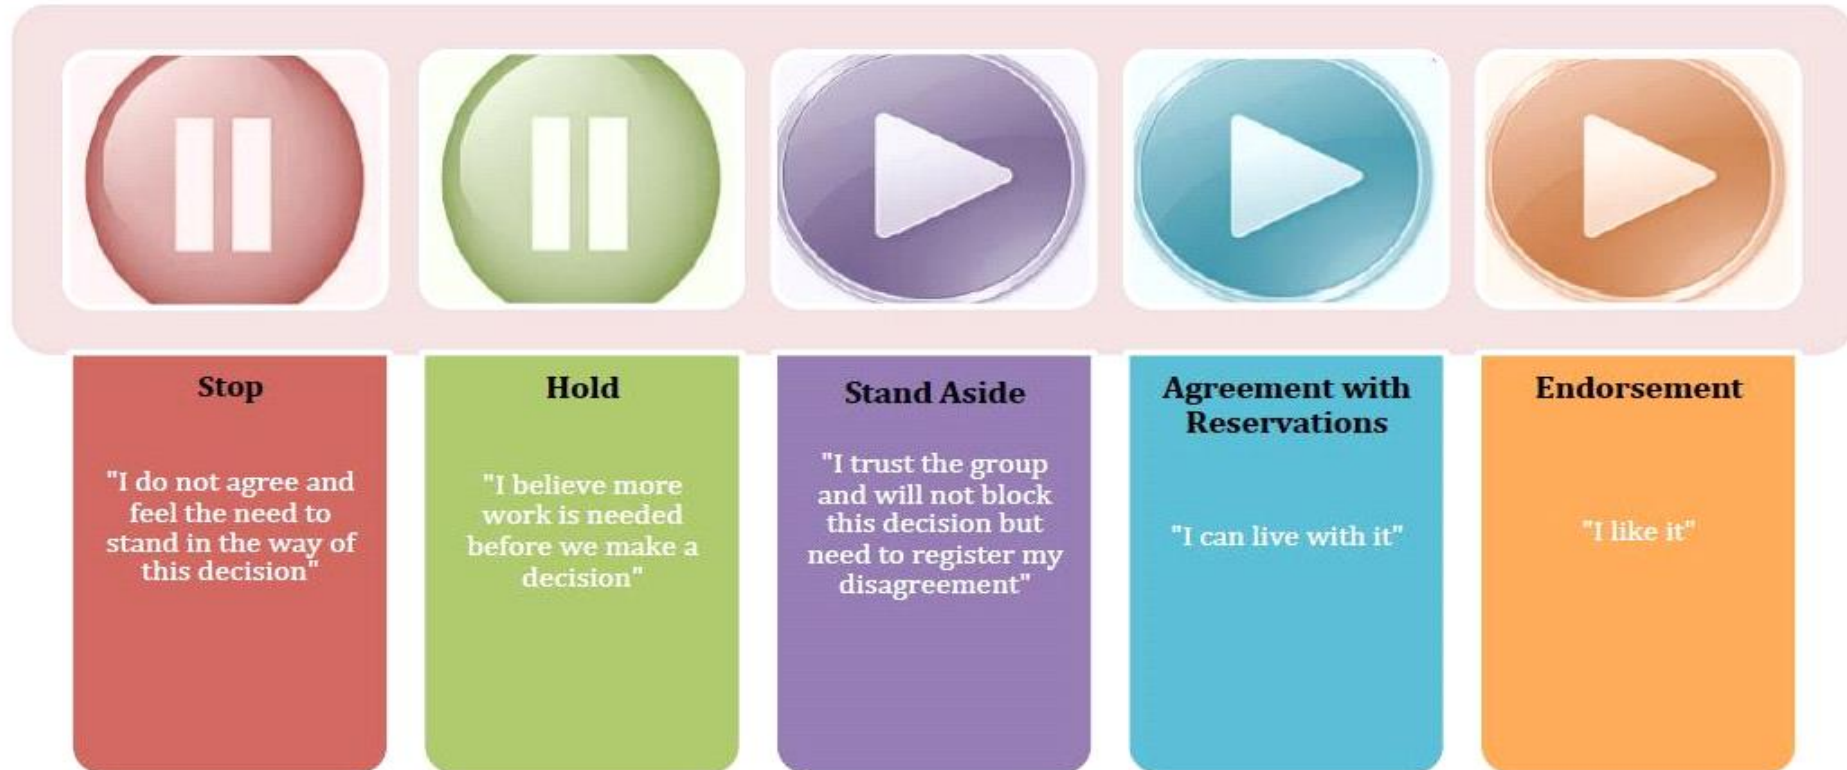 Stop
"I do not agree and
feel the need to
stand in the way of
this decision"
Hold
"I believe more
work is needed
before we make a
decision"
Stand Aside
"I trust the group
and will not block
this decision but
need to register my
disagreement"
Agreement with
Reservations
"I can live with it"
Endorsement
"I like it"